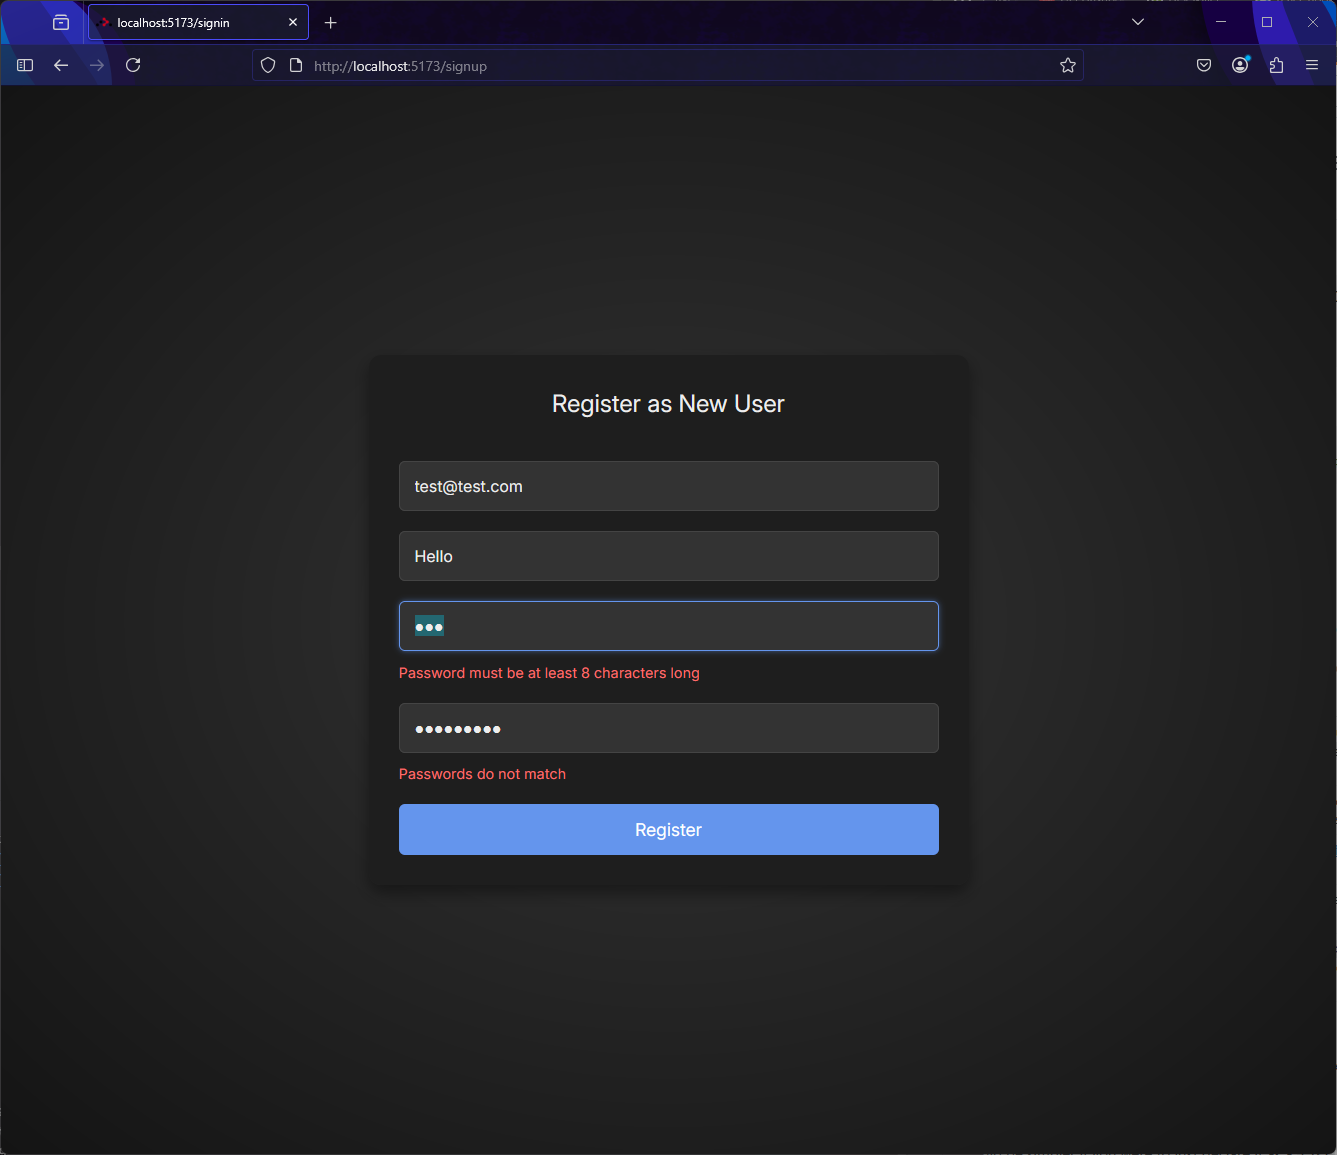 localhost:5173/signin
http://localhost:5173/signup
Register as New User
test@test.com
Hello
●●●
Password must be at least 8 characters long
●●●●●●●●●
Passwords do not match
Register